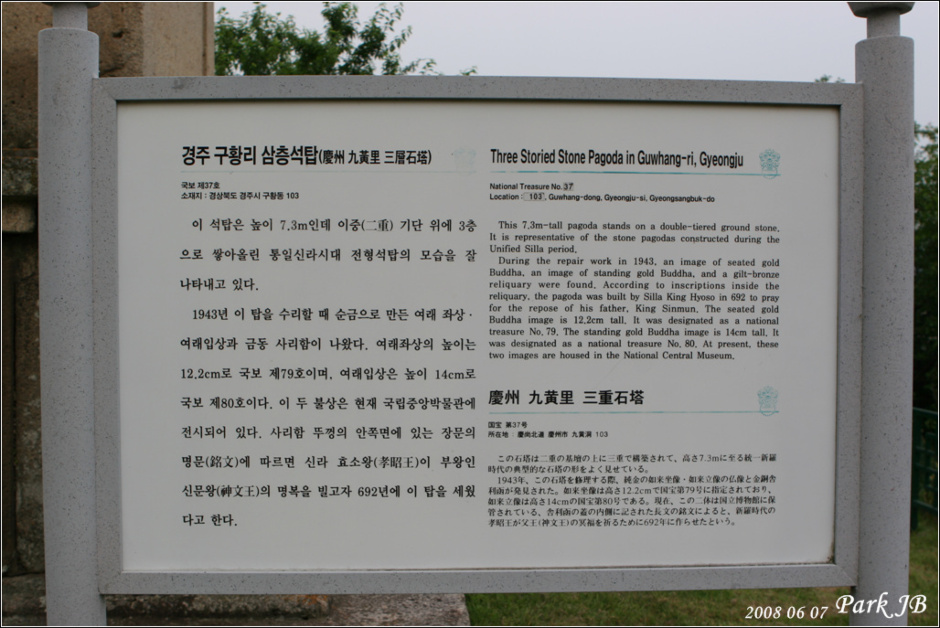 경주 구황리 삼층석탑(慶州 九黃里 三層石塔)
국보 제37호
소재지 : 경상북도 경주시 구황동 103
이 석탑은 높이 7.3m인데 이중(二重) 기단 위에 3층
으로 쌓아올린 통일신라시대 전형석탑의 모습을 잘
나타내고 있다.
1943년 이 탑을 수리할 때 순금으로 만든 여래 좌상·
여래입상과 금동 사리함이 나왔다. 여래좌상의 높이는
12.2cm로 국보 제79호이며, 여래입상은 높이 14cm로
국보 제80호이다. 이 두 불상은 현재 국립중앙박물관에
전시되어 있다. 사리함 뚜껑의 안쪽면에 있는 장문의
명문(銘文)에 따르면 신라 효소왕(孝昭王)이 부왕인
신문왕(神文王)의 명복을 빌고자 692년에 이 탑을 세웠
다고 한다.
Three Storied Stone Pagoda in Guwhang-ri, Gyeongju
National Treasure No. 37
Location : 103, Guwhang-dong, Gyeongju-si, Gyeongsangbuk-do
This 7.3m-tall pagoda stands on a double-tiered ground stone.
It is representative of the stone pagodas constructed during the
Unified Silla period.
During the repair work in 1943, an image of seated gold
Buddha, an image of standing gold Buddha, and a gilt-bronze
reliquary were found. According to inscriptions inside the
reliquary, the pagoda was built by Silla King Hyoso in 692 to pray
for the repose of his father, King Sinmun. The seated gold
Buddha image is 12.2cm tall. It was designated as a national
treasure No. 79. The standing gold Buddha image is 14cm tall. It
was designated as a national treasure No. 80. At present, these
two images are housed in the National Central Museum.
慶州 九黄里 三重石塔
国宝 第37号
所在地 : 慶尚北道 慶州市 九黄洞 103
この石塔は二重の基壇の上に三重で構築されて、高さ7.3mに至る統一新羅
時代の典型的な石塔の形をよく見せている。
1943年、この石塔を修理する際、純金の如来坐像·如来立像の仏像と金銅舎
利函が発見された。如来坐像は高さ12.2cmで国宝第79号に指定されており、
如来立像は高さ14cmの国宝第80号である。現在、この二体は国立博物館に保
管されている。舎利函の蓋の内側に記された長文の銘文によると、新羅時代の
孝昭王が父王(神文王)の冥福を祈るために692年に作らせたという。
2008 06 07 Park JB